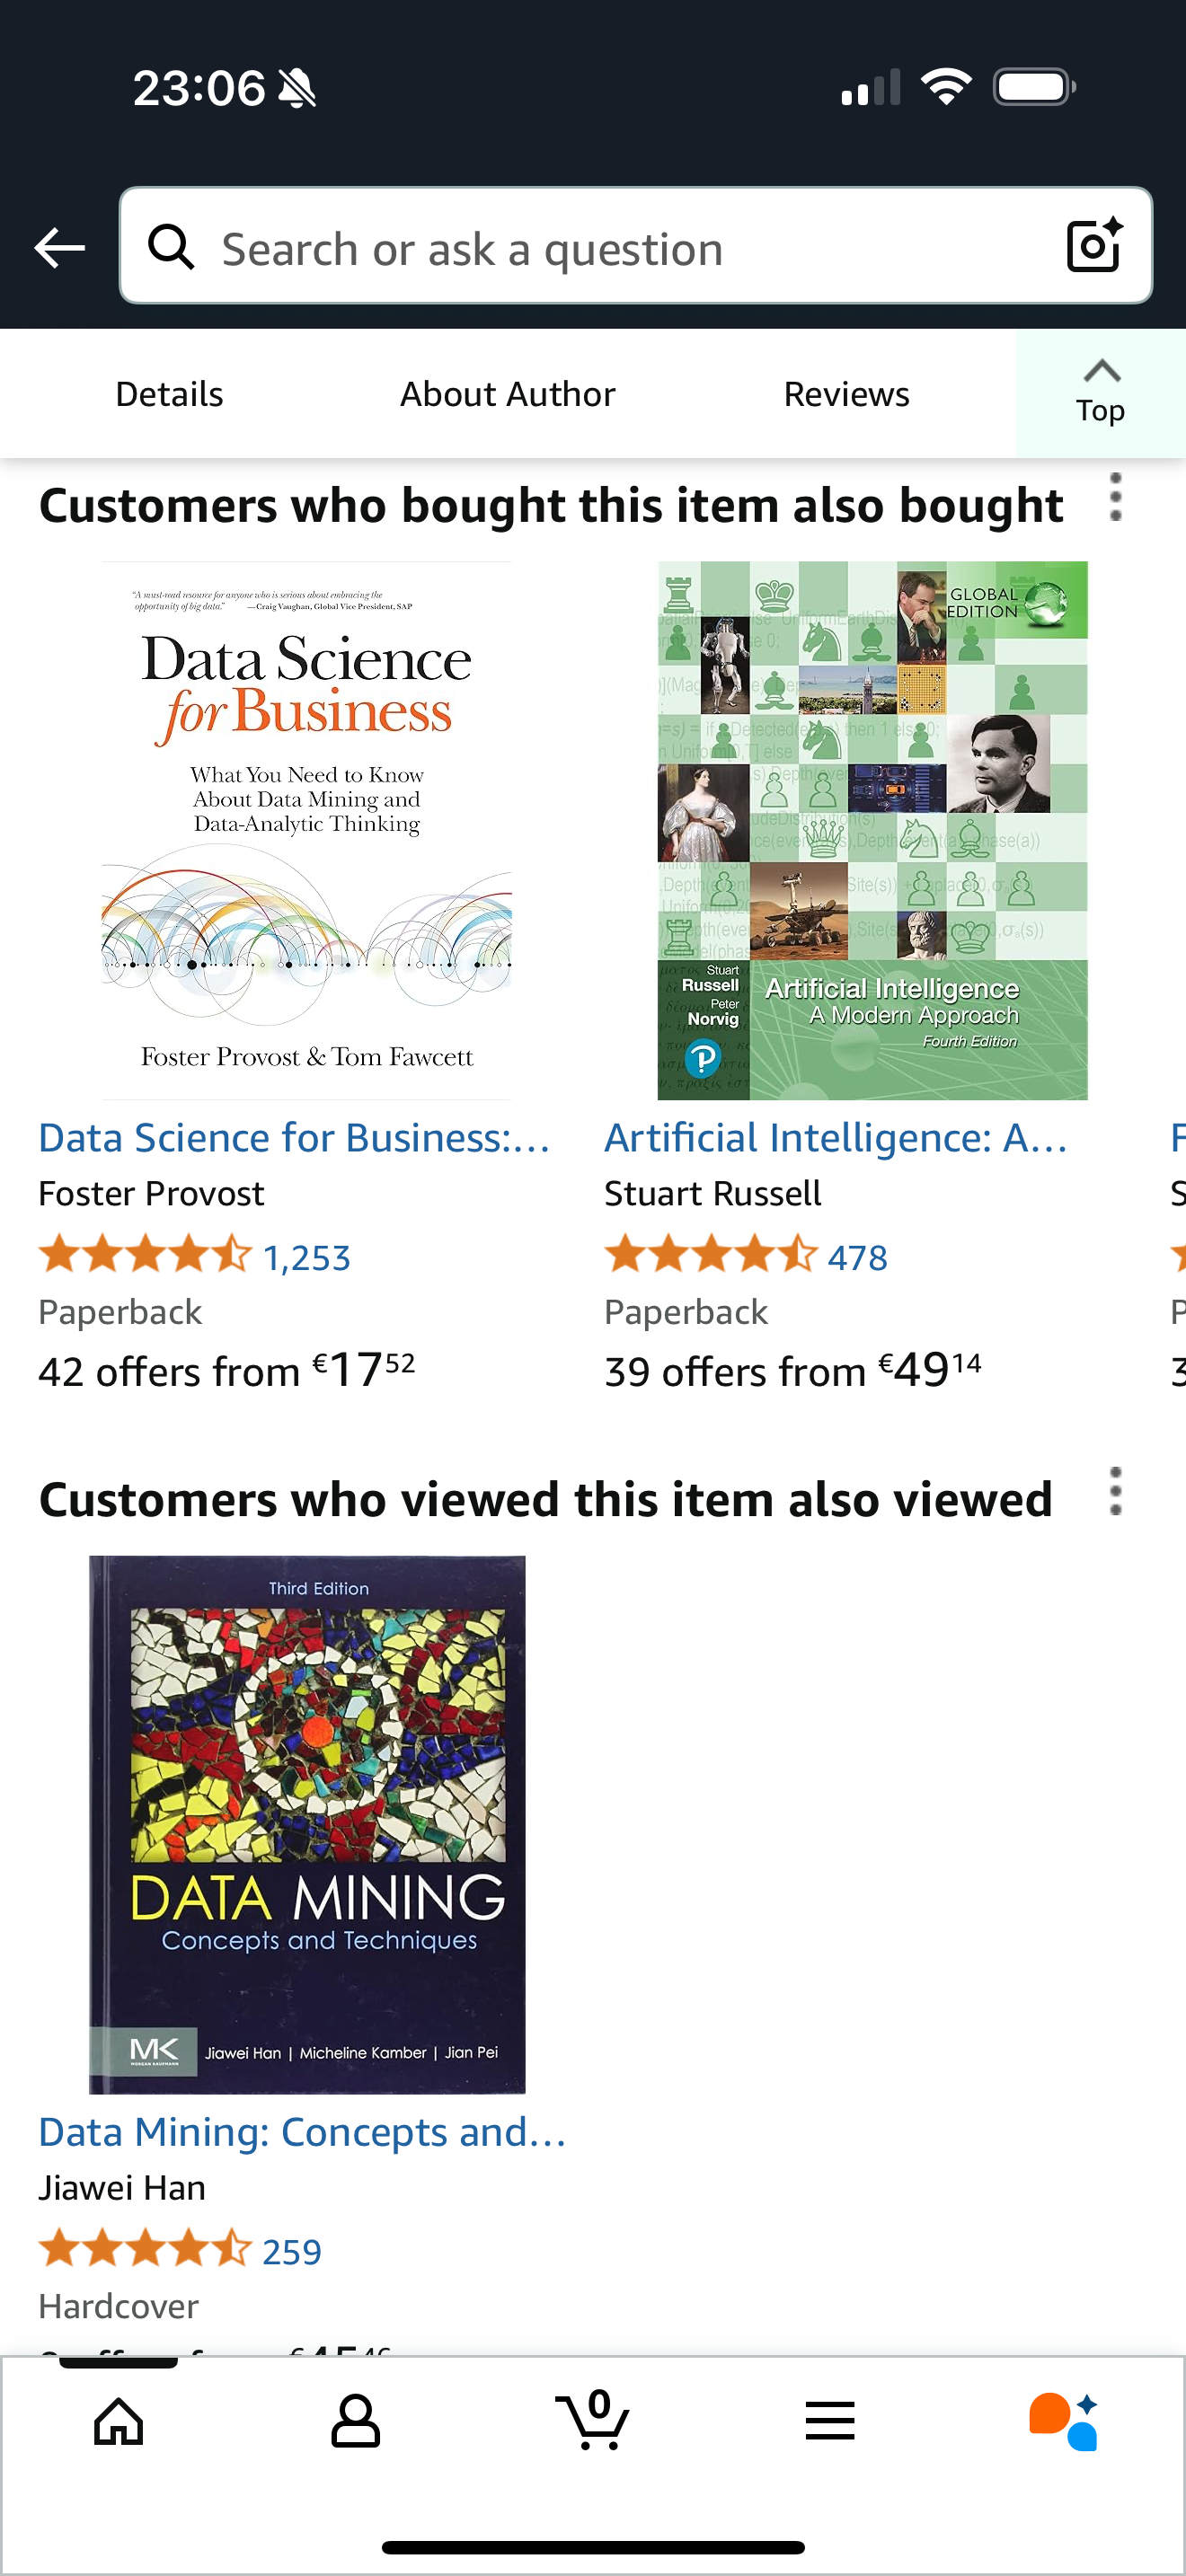 23:06
Search or ask a question
Details
About Author
Reviews
Top
Customers who bought this item also bought
“A must-read resource for anyone who is serious about embracing the
opportunity of big data.” —Craig Vaughan, Global Vice President, SAP
Data Science
for Business
What You Need to Know
About Data Mining and
Data-Analytic Thinking
Foster Provost & Tom Fawcett
GLOBAL
EDITION
Stuart
Russell
Peter
Norvig
Artificial Intelligence
A Modern Approach
Fourth Edition
P
Data Science for Business:...
Foster Provost
1,253
Paperback
42 offers from €17 52
Artificial Intelligence: A...
Stuart Russell
478
Paperback
39 offers from €49 14
Customers who viewed this item also viewed
Third Edition
DATA MINING
Concepts and Techniques
MK
MORGAN KAUFMANN
Jiawei Han | Micheline Kamber | Jian Pei
Data Mining: Concepts and...
Jiawei Han
259
Hardcover
0